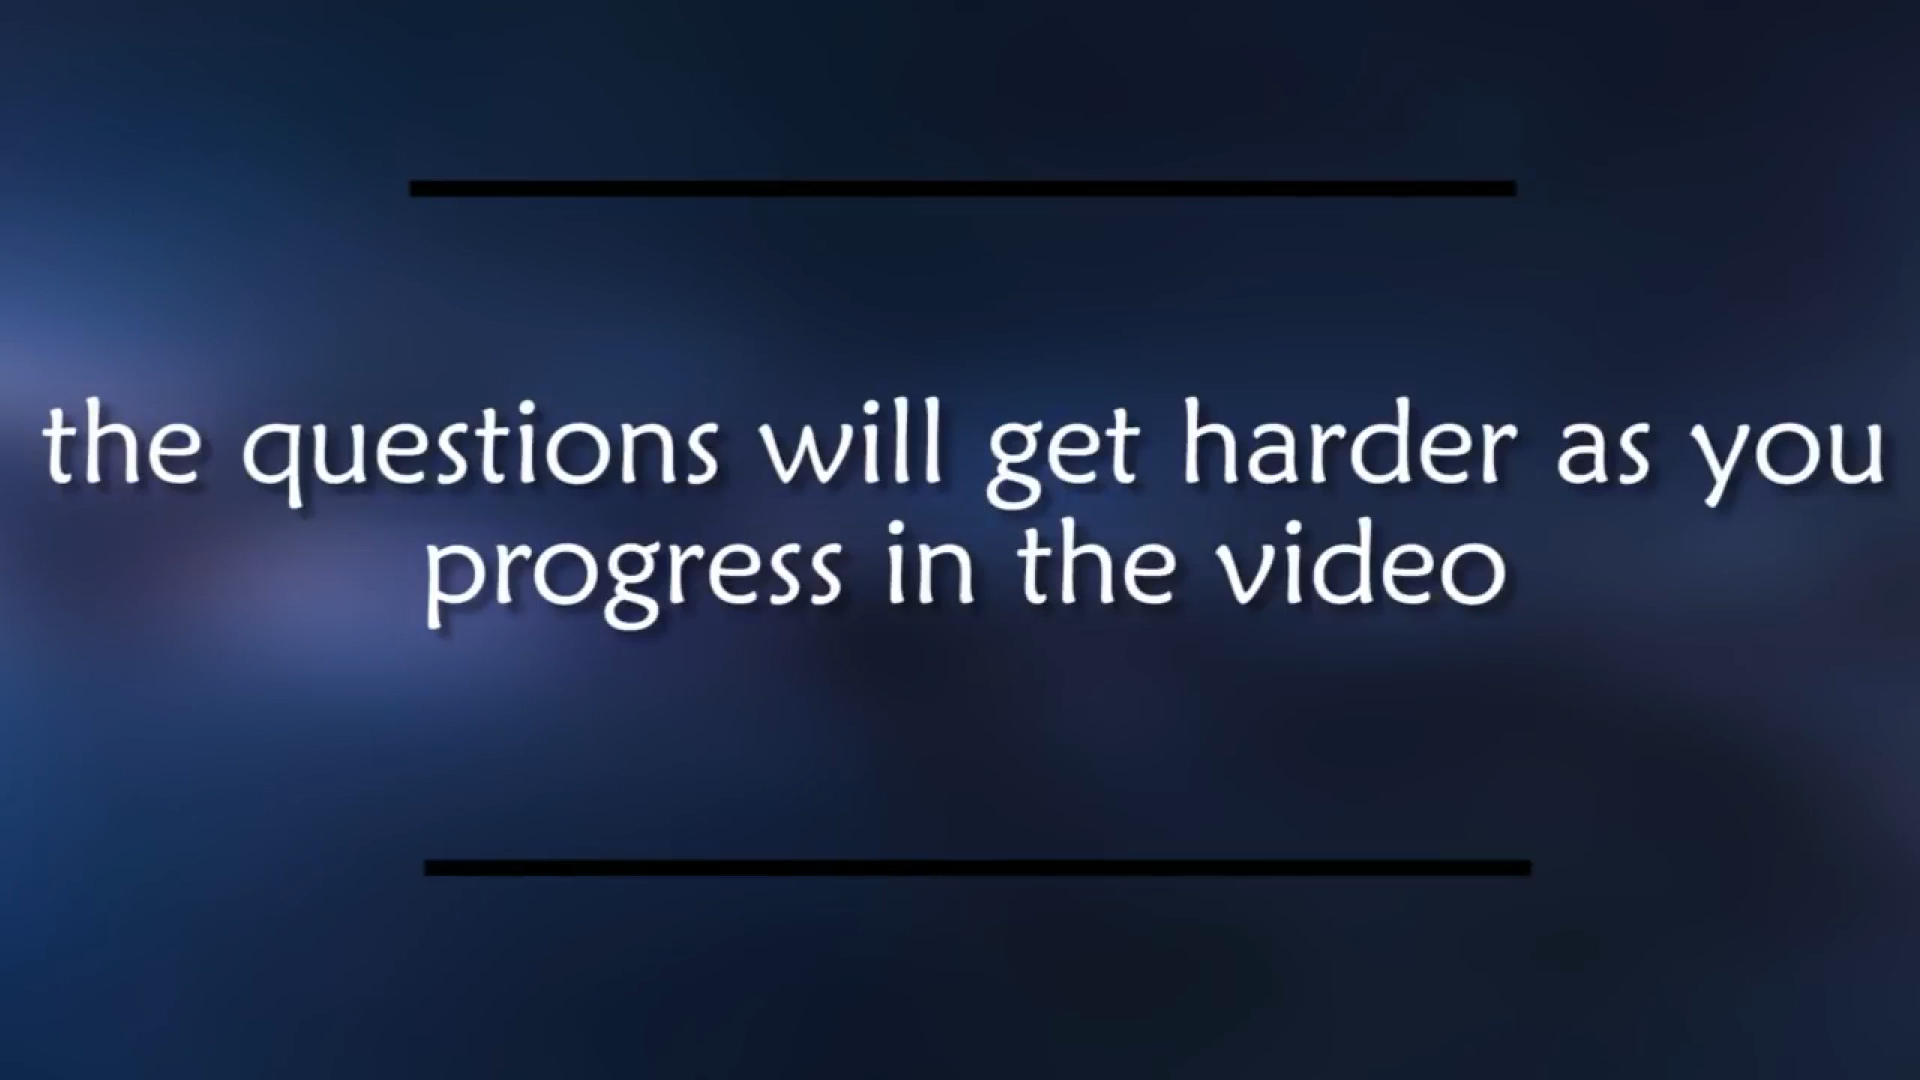 the questions will get harder as you
progress in the video